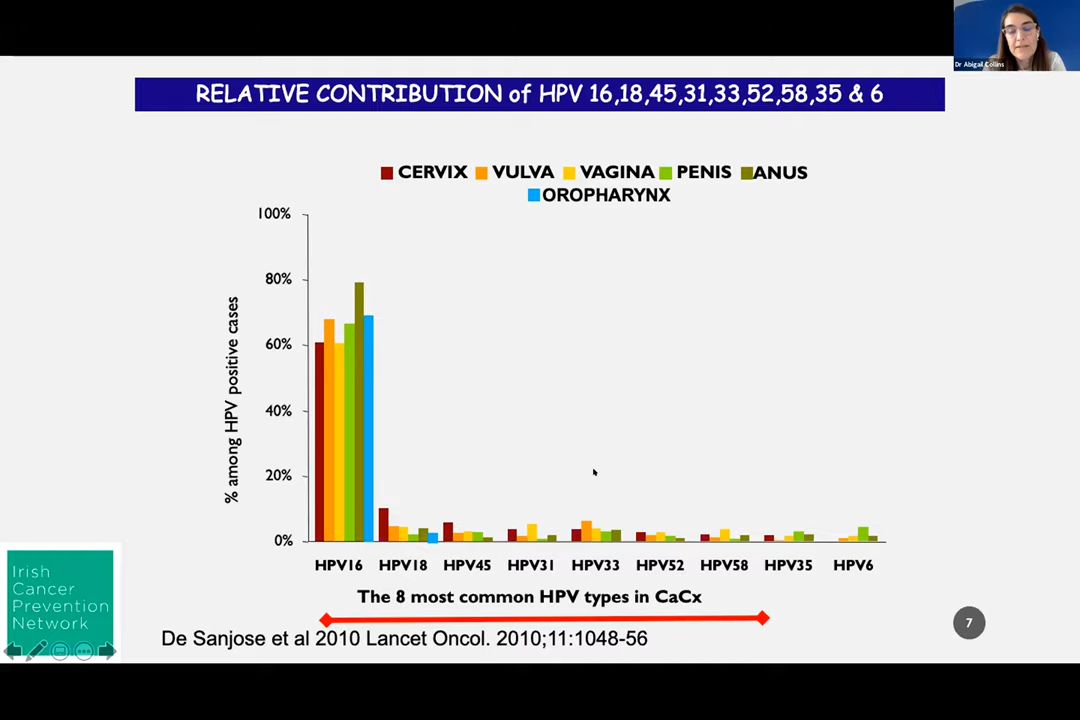 Dr Abigail Collins
RELATIVE CONTRIBUTION of HPV 16,18,45,31,33,52,58,35 & 6
CERVIX VULVA VAGINA PENIS ANUS
OROPHARYNX
100%
80%
60%
40%
20%
0%
% among HPV positive cases
HPV16 HPV18 HPV45 HPV31 HPV33 HPV52 HPV58 HPV35 HPV6
The 8 most common HPV types in CaCx
De Sanjose et al 2010 Lancet Oncol. 2010;11:1048-56
Irish
Cancer
Prevention
Network
7